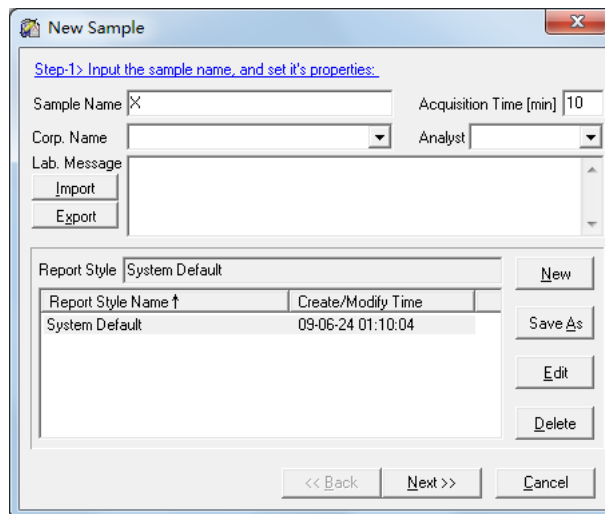 New Sample
Step-1> Input the sample name, and set it's properties:
Sample Name X Acquisition Time [min] 10
Corp. Name Analyst
Lab. Message
Import
Export
Report Style System Default
New
Report Style Name ↑ Create/Modify Time
System Default 09-06-24 01:10:04
Save As
Edit
Delete
<< Back Next >> Cancel